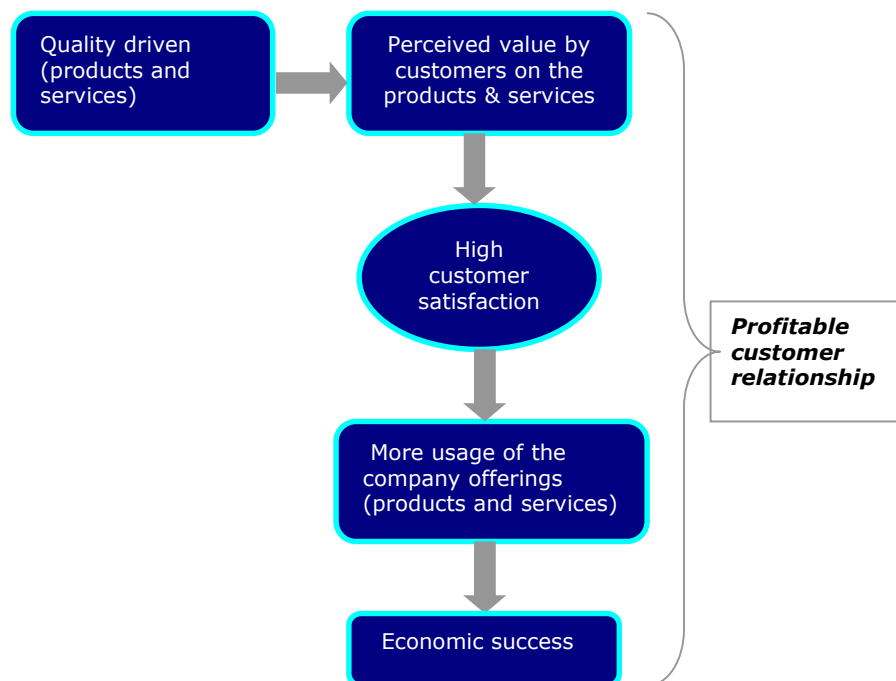 Quality driven
(products and
services)
Perceived value by
customers on the
products & services
High
customer
satisfaction
Profitable
customer
relationship
More usage of the
company offerings
(products and services)
Economic success